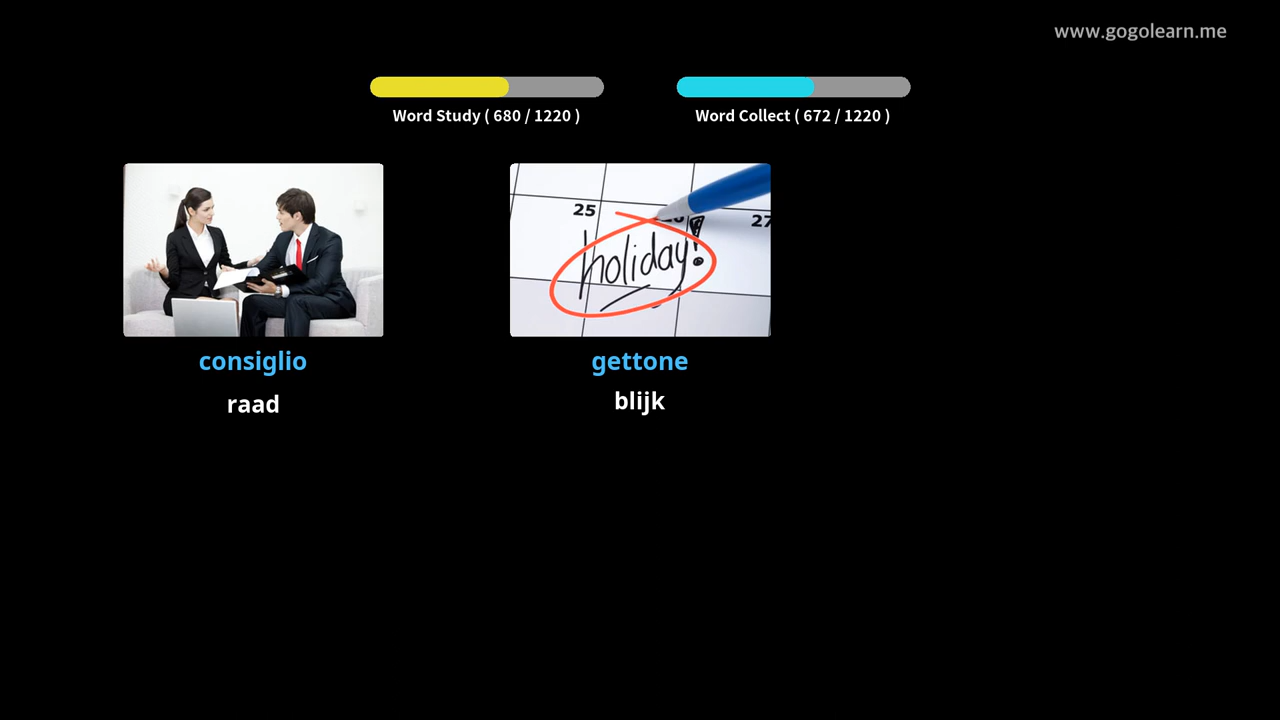 www.gogolearn.me
Word Study ( 680 / 1220 )
Word Collect ( 672 / 1220 )
25
27
holiday!
consiglio
gettone
raad
blijk